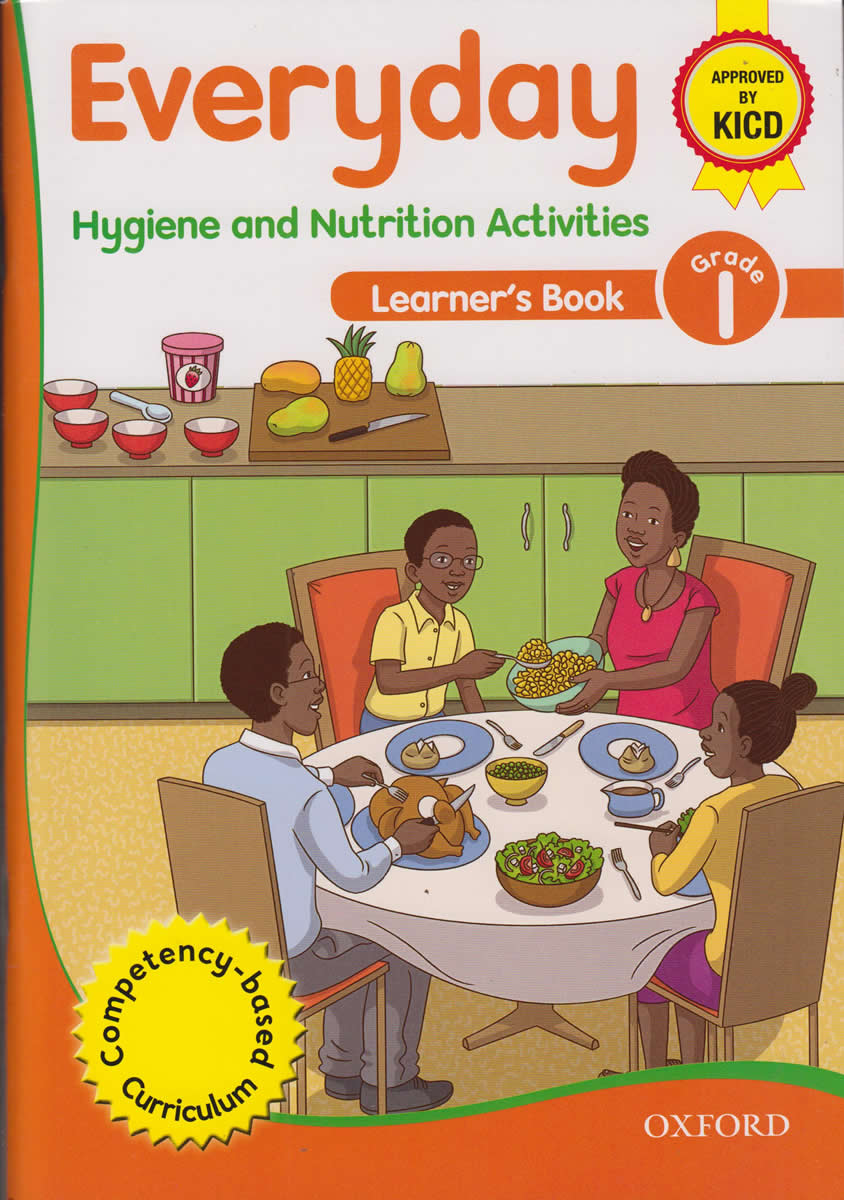 Everyday
APPROVED
BY
KICD
Hygiene and Nutrition Activities
Learner's Book
Grade
1
Competency-based
Curriculum
OXFORD